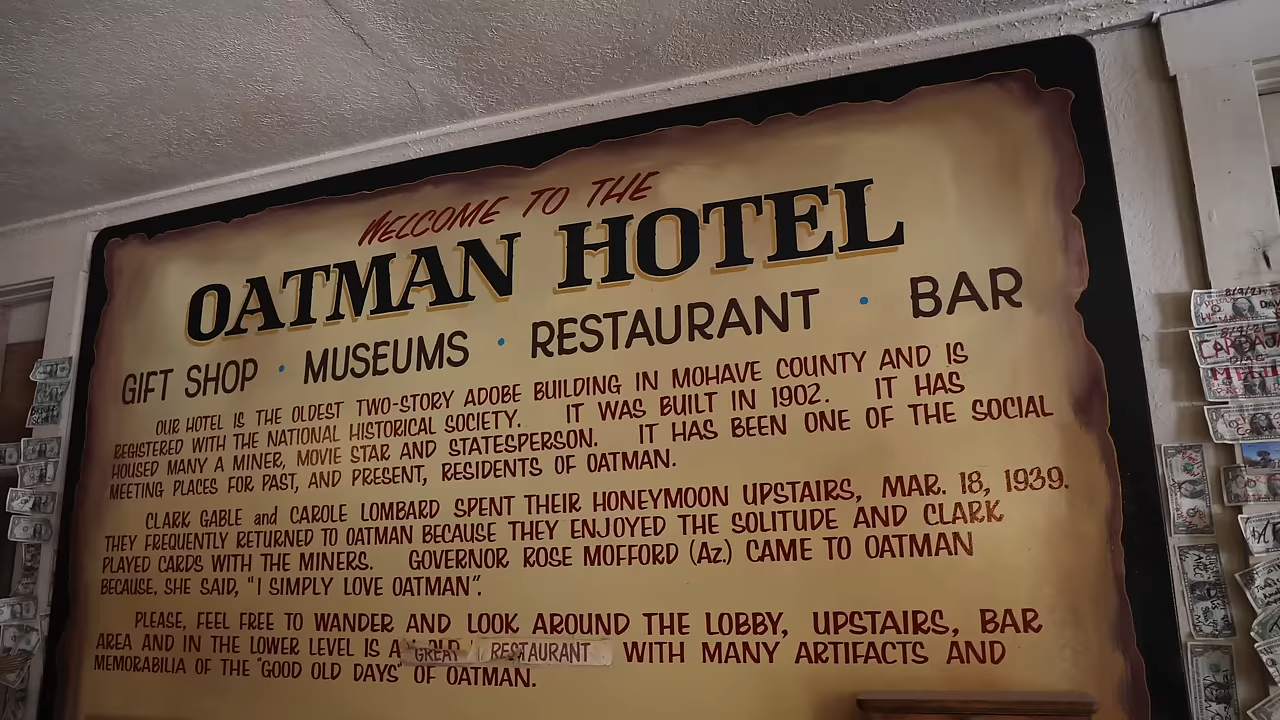 WELCOME TO THE
OATMAN HOTEL
GIFT SHOP · MUSEUMS · RESTAURANT · BAR
OUR HOTEL IS THE OLDEST TWO-STORY ADOBE BUILDING IN MOHAVE COUNTY AND IS
REGISTERED WITH THE NATIONAL HISTORICAL SOCIETY. IT WAS BUILT IN 1902. IT HAS
HOUSED MANY A MINER, MOVIE STAR AND STATESPERSON. IT HAS BEEN ONE OF THE SOCIAL
MEETING PLACES FOR PAST, AND PRESENT, RESIDENTS OF OATMAN.
CLARK GABLE and CAROLE LOMBARD SPENT THEIR HONEYMOON UPSTAIRS, MAR. 18, 1939.
THEY FREQUENTLY RETURNED TO OATMAN BECAUSE THEY ENJOYED THE SOLITUDE AND CLARK
PLAYED CARDS WITH THE MINERS. GOVERNOR ROSE MOFFORD (Az.) CAME TO OATMAN
BECAUSE, SHE SAID, "I SIMPLY LOVE OATMAN".
PLEASE, FEEL FREE TO WANDER AND LOOK AROUND THE LOBBY, UPSTAIRS, BAR
AREA AND IN THE LOWER LEVEL IS A GREAT RESTAURANT WITH MANY ARTIFACTS AND
MEMORABILIA OF THE "GOOD OLD DAYS" OF OATMAN.